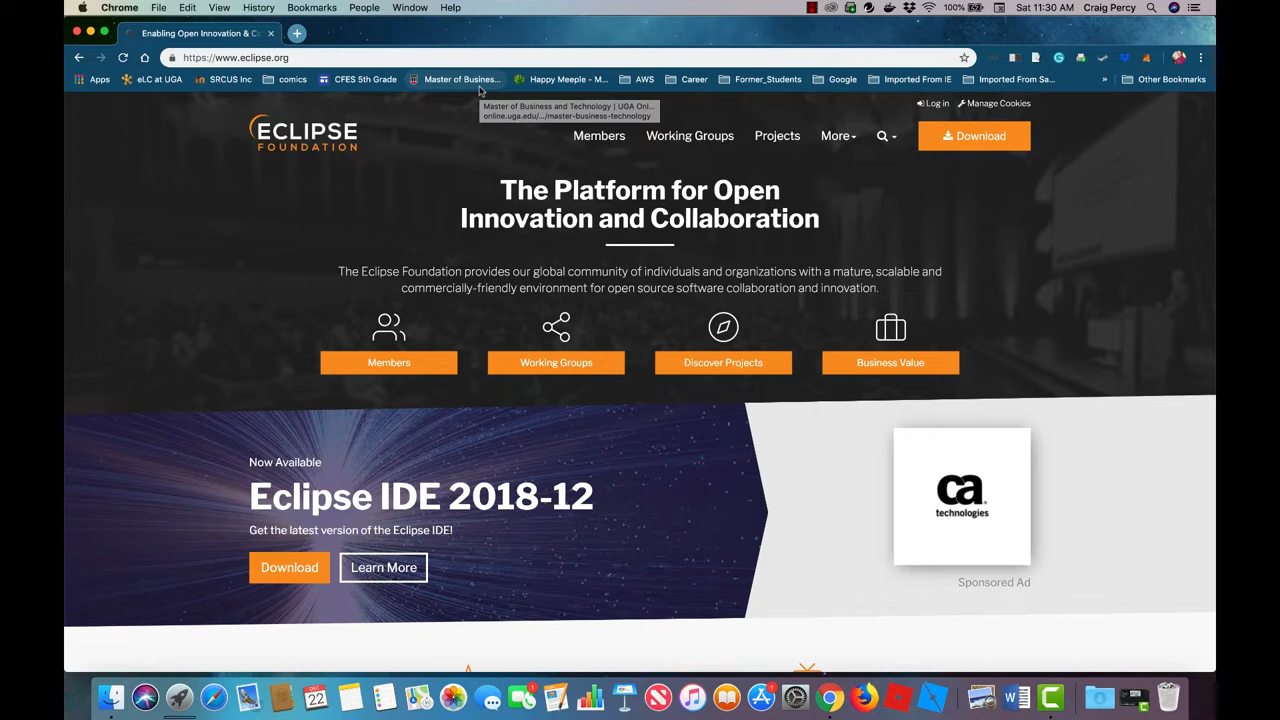 Chrome File Edit View History Bookmarks People Window Help 100% Sat 11:30 AM Craig Percy
Enabling Open Innovation & Co
https://www.eclipse.org
Apps eLC at UGA SRCUS Inc comics CFES 5th Grade Master of Busines... Happy Meeple - M... AWS Career Former_Students Google Imported From IE Imported From Sa... » Other Bookmarks
Master of Business and Technology | UGA Onl...
online.uga.edu/.../master-business-technology
Log in Manage Cookies
ECLIPSE
FOUNDATION
Members Working Groups Projects More Download
The Platform for Open
Innovation and Collaboration
The Eclipse Foundation provides our global community of individuals and organizations with a mature, scalable and
commercially-friendly environment for open source software collaboration and innovation.
Members Working Groups Discover Projects Business Value
Now Available
Eclipse IDE 2018-12
Get the latest version of the Eclipse IDE!
Download Learn More
ca
technologies
Sponsored Ad
DEC
22